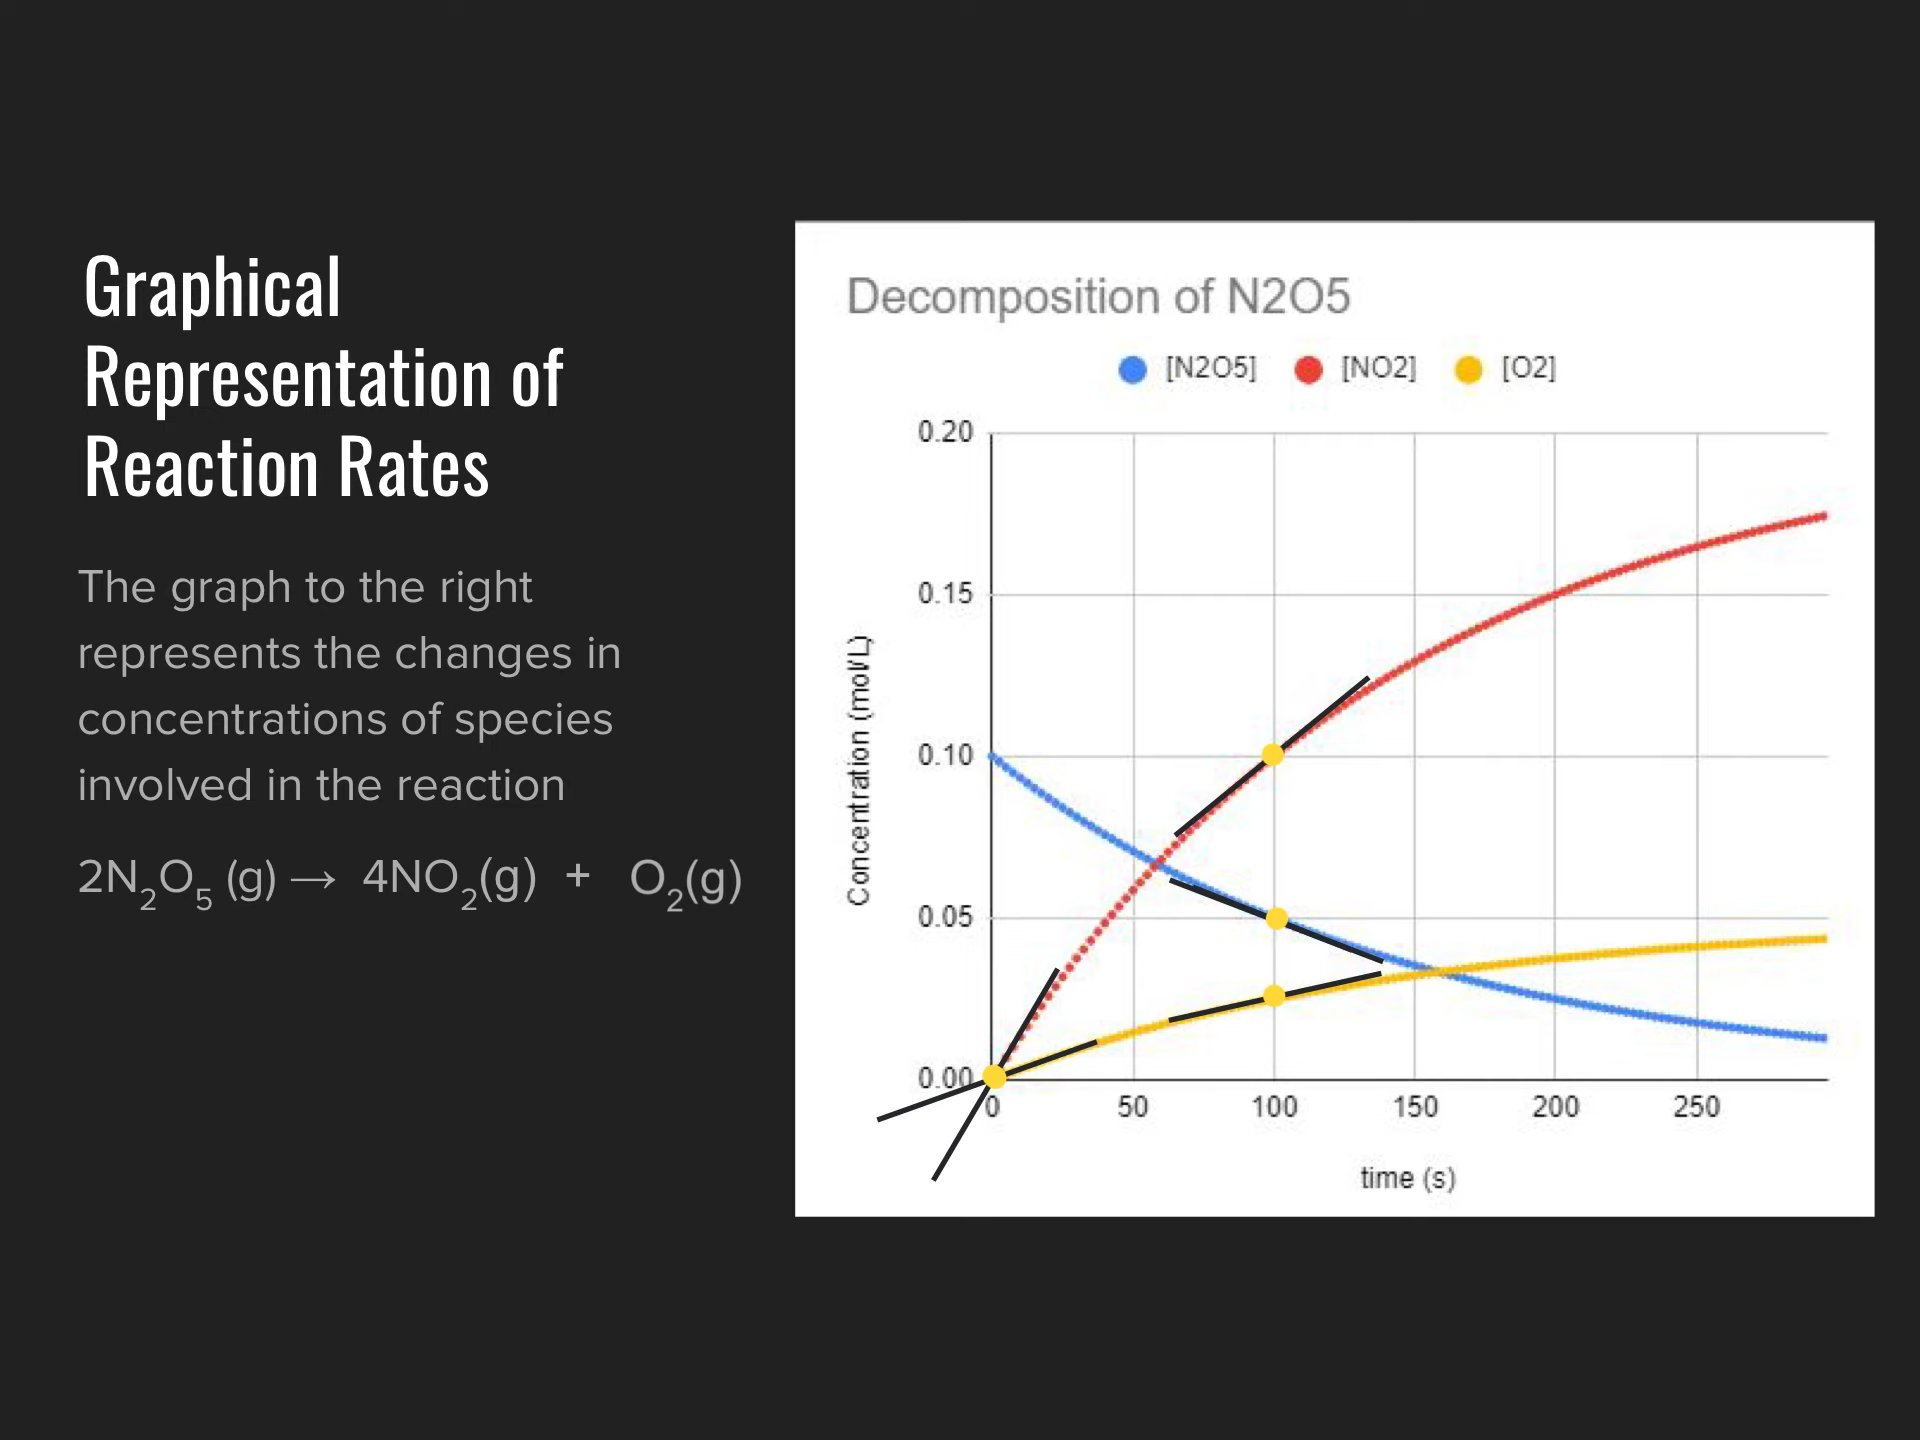 Graphical
Representation of
Reaction Rates
The graph to the right
represents the changes in
concentrations of species
involved in the reaction
2N₂O₅ (g) → 4NO₂(g) + O₂(g)
Decomposition of N2O5
[N2O5] [NO2] [O2]
Concentration (mol/L)
0.20
0.15
0.10
0.05
0.00
0 50 100 150 200 250
time (s)